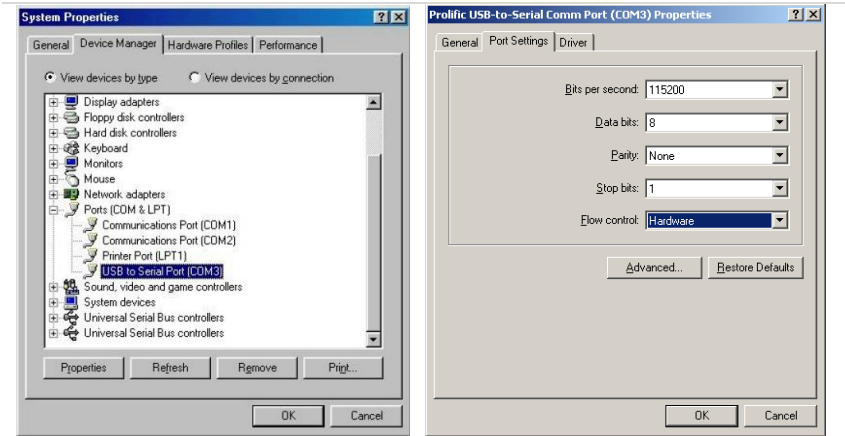 System Properties
General Device Manager Hardware Profiles Performance
View devices by type View devices by connection
Display adapters
Floppy disk controllers
Hard disk controllers
Keyboard
Monitors
Mouse
Network adapters
Ports (COM & LPT)
Communications Port (COM1)
Communications Port (COM2)
Printer Port (LPT1)
USB to Serial Port (COM3)
Sound, video and game controllers
System devices
Universal Serial Bus controllers
Universal Serial Bus controllers
Properties Refresh Remove Print...
OK Cancel
Prolific USB-to-Serial Comm Port (COM3) Properties
General Port Settings Driver
Bits per second: 115200
Data bits: 8
Parity: None
Stop bits: 1
Flow control: Hardware
Advanced... Restore Defaults
OK Cancel